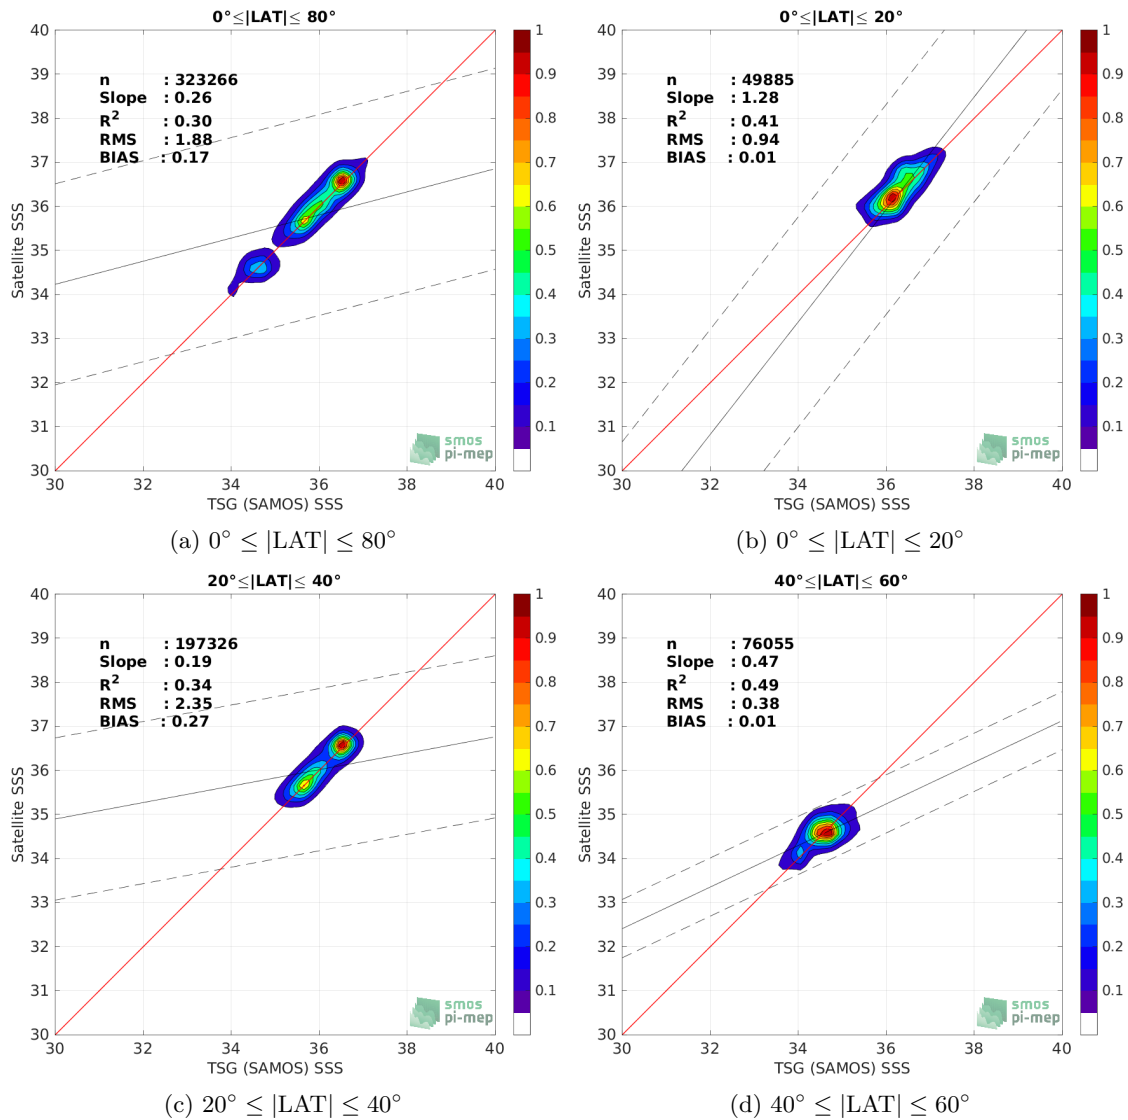 0°≤|LAT|≤ 80°
40
39
38
37
36
35
34
33
32
31
30
Satellite SSS
n : 323266
Slope : 0.26
R² : 0.30
RMS : 1.88
BIAS : 0.17
smos
pi-mep
30 32 34 36 38 40
TSG (SAMOS) SSS
1
0.9
0.8
0.7
0.6
0.5
0.4
0.3
0.2
0.1
(a) 0° ≤ |LAT| ≤ 80°
0°≤|LAT|≤ 20°
40
39
38
37
36
35
34
33
32
31
30
Satellite SSS
n : 49885
Slope : 1.28
R² : 0.41
RMS : 0.94
BIAS : 0.01
smos
pi-mep
30 32 34 36 38 40
TSG (SAMOS) SSS
1
0.9
0.8
0.7
0.6
0.5
0.4
0.3
0.2
0.1
(b) 0° ≤ |LAT| ≤ 20°
20°≤|LAT|≤ 40°
40
39
38
37
36
35
34
33
32
31
30
Satellite SSS
n : 197326
Slope : 0.19
R² : 0.34
RMS : 2.35
BIAS : 0.27
smos
pi-mep
30 32 34 36 38 40
TSG (SAMOS) SSS
1
0.9
0.8
0.7
0.6
0.5
0.4
0.3
0.2
0.1
(c) 20° ≤ |LAT| ≤ 40°
40°≤|LAT|≤ 60°
40
39
38
37
36
35
34
33
32
31
30
Satellite SSS
n : 76055
Slope : 0.47
R² : 0.49
RMS : 0.38
BIAS : 0.01
smos
pi-mep
30 32 34 36 38 40
TSG (SAMOS) SSS
1
0.9
0.8
0.7
0.6
0.5
0.4
0.3
0.2
0.1
(d) 40° ≤ |LAT| ≤ 60°